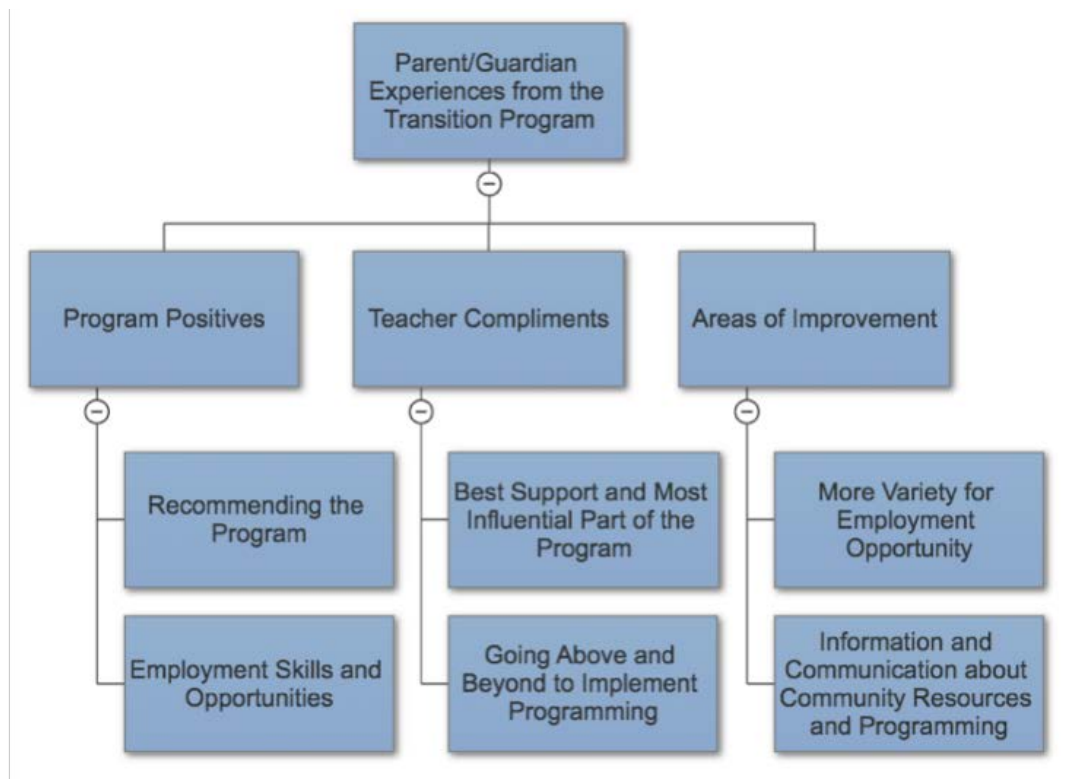 Parent/Guardian
Experiences from the
Transition Program
Program Positives
Teacher Compliments
Areas of Improvement
Recommending the
Program
Best Support and Most
Influential Part of the
Program
More Variety for
Employment
Opportunity
Employment Skills and
Opportunities
Going Above and
Beyond to Implement
Programming
Information and
Communication about
Community Resources
and Programming